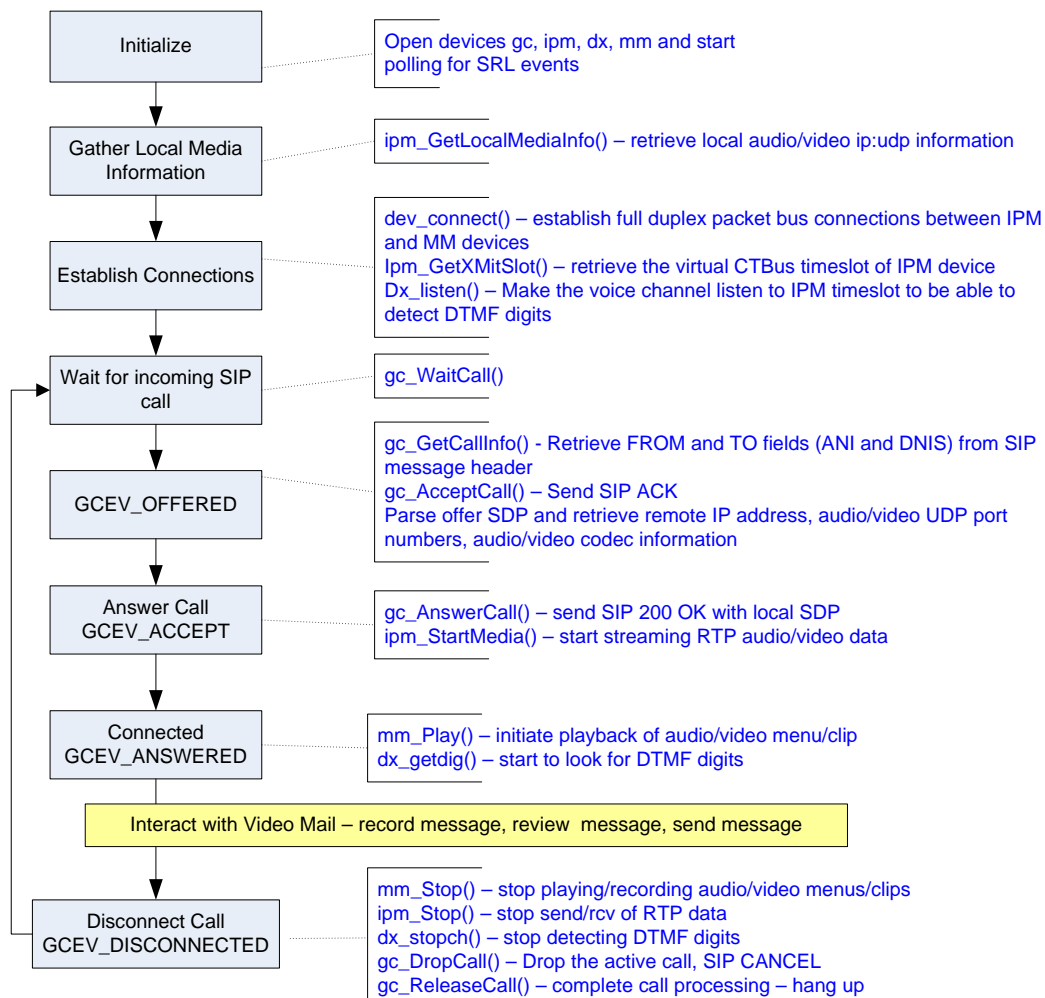 Initialize
Open devices gc, ipm, dx, mm and start
polling for SRL events
Gather Local Media
Information
ipm_GetLocalMediaInfo() – retrieve local audio/video ip:udp information
Establish Connections
dev_connect() – establish full duplex packet bus connections between IPM
and MM devices
Ipm_GetXMitSlot() – retrieve the virtual CTBus timeslot of IPM device
Dx_listen() – Make the voice channel listen to IPM timeslot to be able to
detect DTMF digits
Wait for incoming SIP
call
gc_WaitCall()
GCEV_OFFERED
gc_GetCallInfo() - Retrieve FROM and TO fields (ANI and DNIS) from SIP
message header
gc_AcceptCall() – Send SIP ACK
Parse offer SDP and retrieve remote IP address, audio/video UDP port
numbers, audio/video codec information
Answer Call
GCEV_ACCEPT
gc_AnswerCall() – send SIP 200 OK with local SDP
ipm_StartMedia() – start streaming RTP audio/video data
Connected
GCEV_ANSWERED
mm_Play() – initiate playback of audio/video menu/clip
dx_getdig() – start to look for DTMF digits
Interact with Video Mail – record message, review  message, send message
Disconnect Call
GCEV_DISCONNECTED
mm_Stop() – stop playing/recording audio/video menus/clips
ipm_Stop() – stop send/rcv of RTP data
dx_stopch() – stop detecting DTMF digits
gc_DropCall() – Drop the active call, SIP CANCEL
gc_ReleaseCall() – complete call processing – hang up